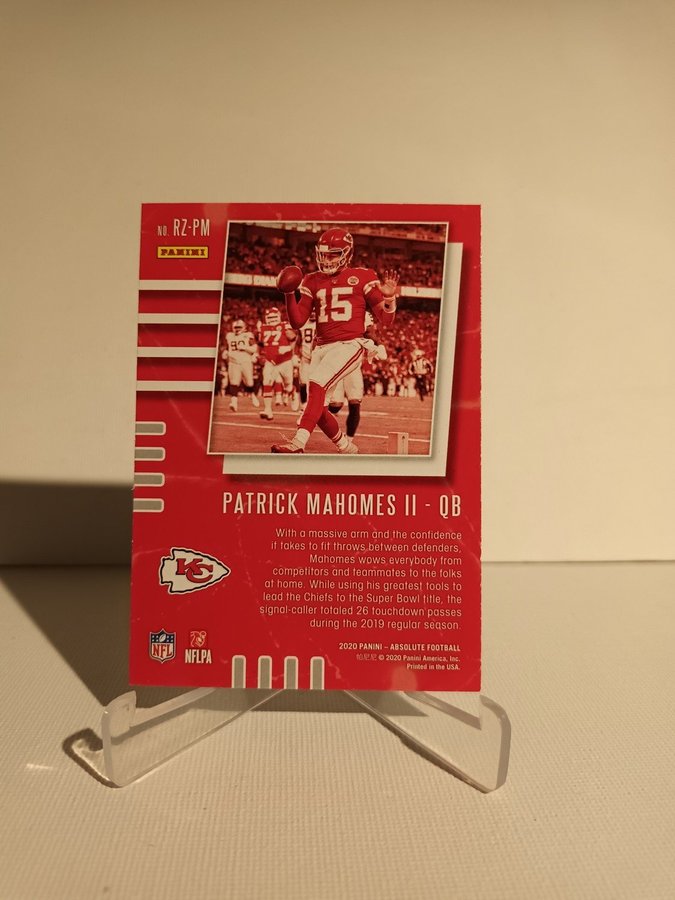 NO. RZ-PM
PANINI
15
77
PATRICK MAHOMES II - QB
With a massive arm and the confidence
it takes to fit throws between defenders,
Mahomes wows everybody from
competitors and teammates to the folks
at home. While using his greatest tools to
lead the Chiefs to the Super Bowl title, the
signal-caller totaled 26 touchdown passes
during the 2019 regular season.
KC
NFL
NFLPA
2020 PANINI – ABSOLUTE FOOTBALL
帕尼尼 © 2020 Panini America, Inc.
Printed in the USA.